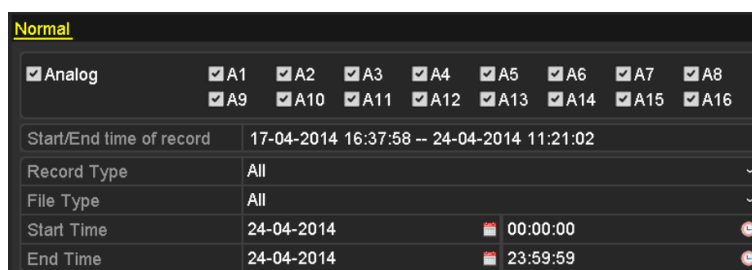 Normal
Analog A1 A2 A3 A4 A5 A6 A7 A8
A9 A10 A11 A12 A13 A14 A15 A16
Start/End time of record 17-04-2014 16:37:58 -- 24-04-2014 11:21:02
Record Type All
File Type All
Start Time 24-04-2014 00:00:00
End Time 24-04-2014 23:59:59